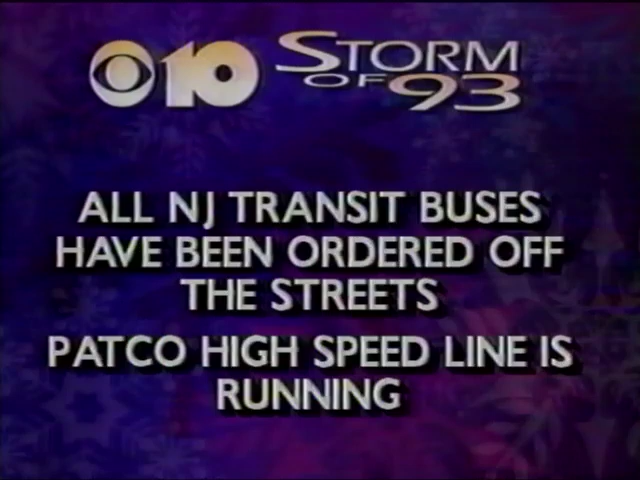 10 STORM
OF 93
ALL NJ TRANSIT BUSES
HAVE BEEN ORDERED OFF
THE STREETS
PATCO HIGH SPEED LINE IS
RUNNING